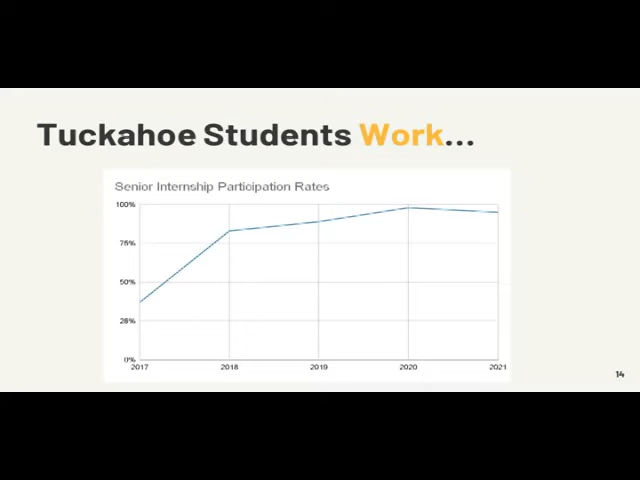 Tuckahoe Students Work...
Senior Internship Participation Rates
100%
75%
50%
25%
0%
2017 2018 2019 2020 2021
14